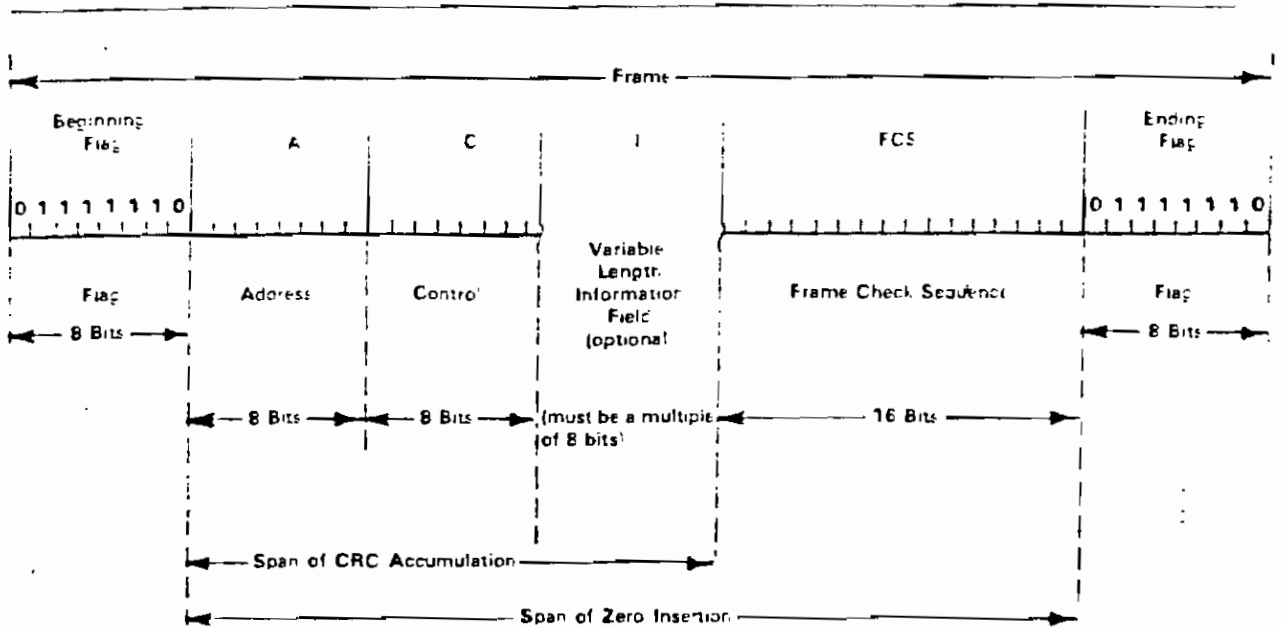 Frame
Beginning
Flag
A
C
I
FCS
Ending
Flag
0 1 1 1 1 1 1 0
0 1 1 1 1 1 1 0
Variable
Length
Information
Field
(optional
Flag
Address
Control
Frame Check Sequence
Flag
8 Bits
8 Bits
8 Bits
8 Bits
(must be a multiple
of 8 bits)
16 Bits
Span of CRC Accumulation
Span of Zero Insertion